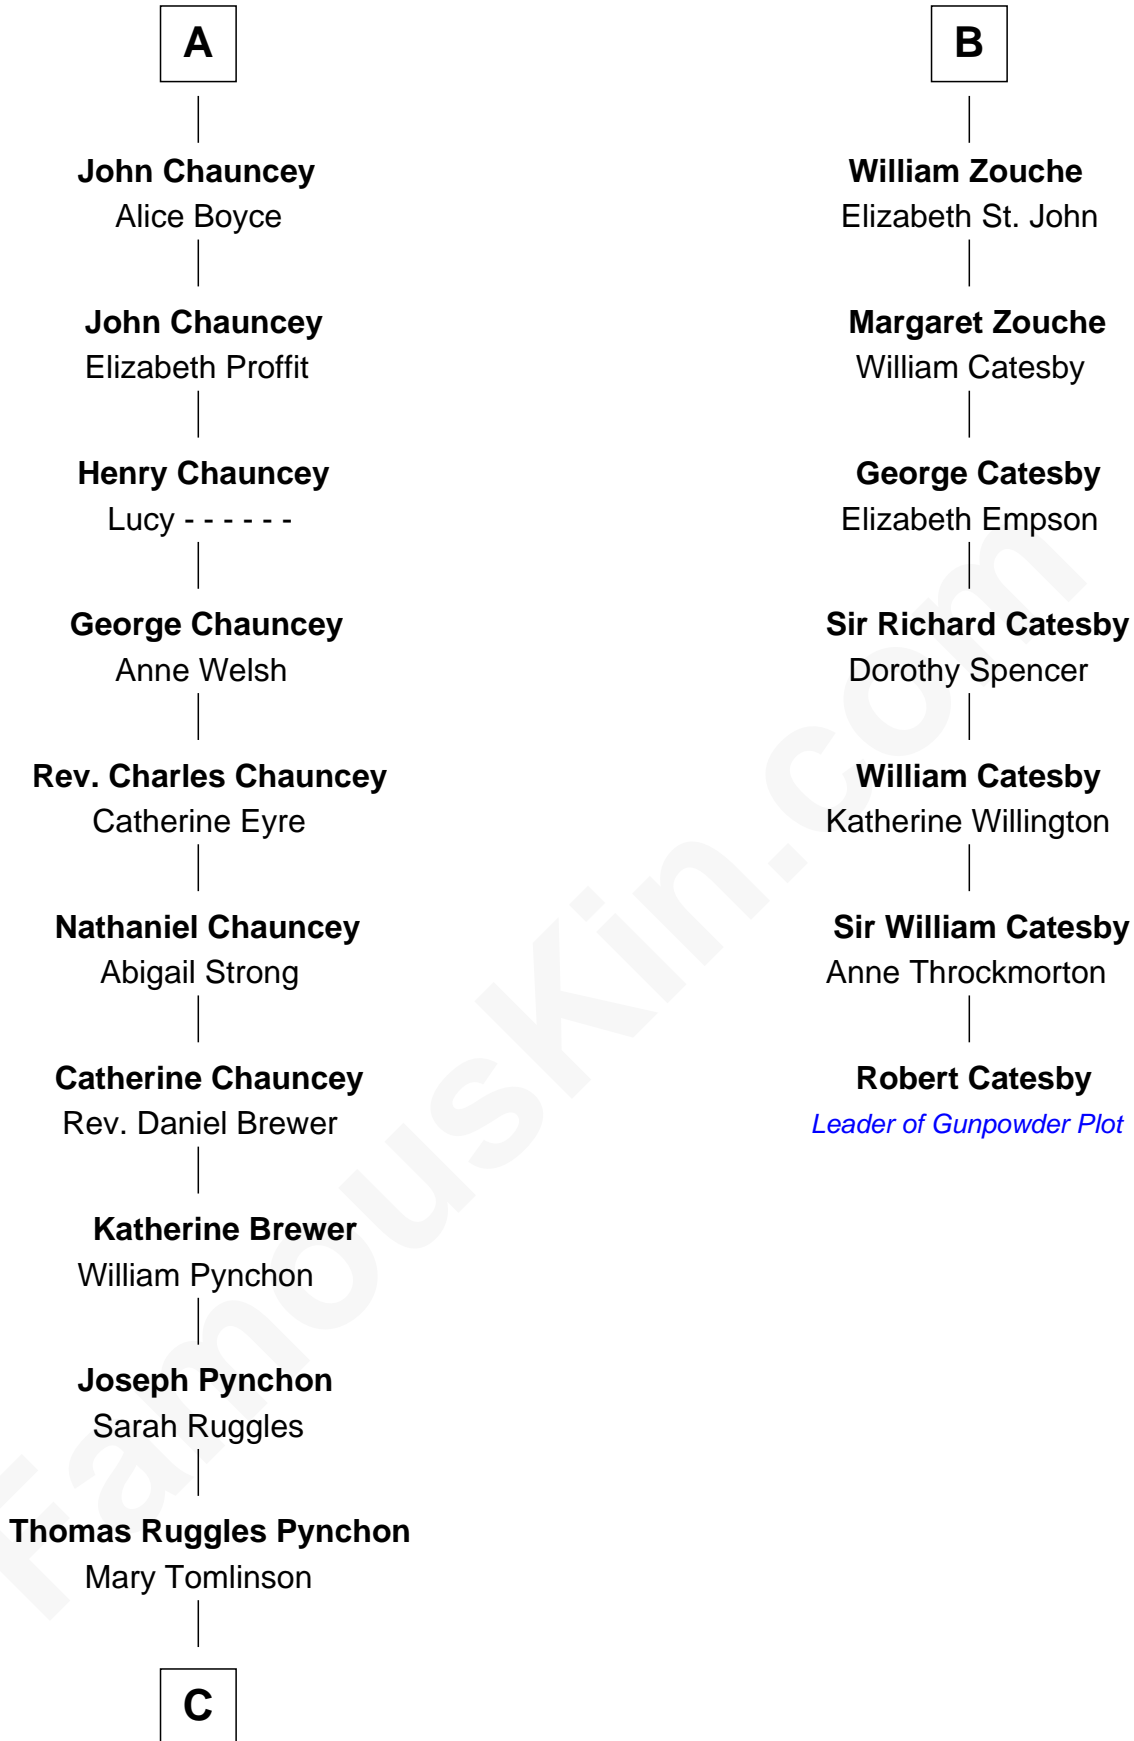 A
John Chauncey
Alice Boyce
John Chauncey
Elizabeth Proffit
Henry Chauncey
Lucy - - - - - -
George Chauncey
Anne Welsh
Rev. Charles Chauncey
Catherine Eyre
Nathaniel Chauncey
Abigail Strong
Catherine Chauncey
Rev. Daniel Brewer
Katherine Brewer
William Pynchon
Joseph Pynchon
Sarah Ruggles
Thomas Ruggles Pynchon
Mary Tomlinson
C
B
William Zouche
Elizabeth St. John
Margaret Zouche
William Catesby
George Catesby
Elizabeth Empson
Sir Richard Catesby
Dorothy Spencer
William Catesby
Katherine Willington
Sir William Catesby
Anne Throckmorton
Robert Catesby
Leader of Gunpowder Plot
FamousKin.com